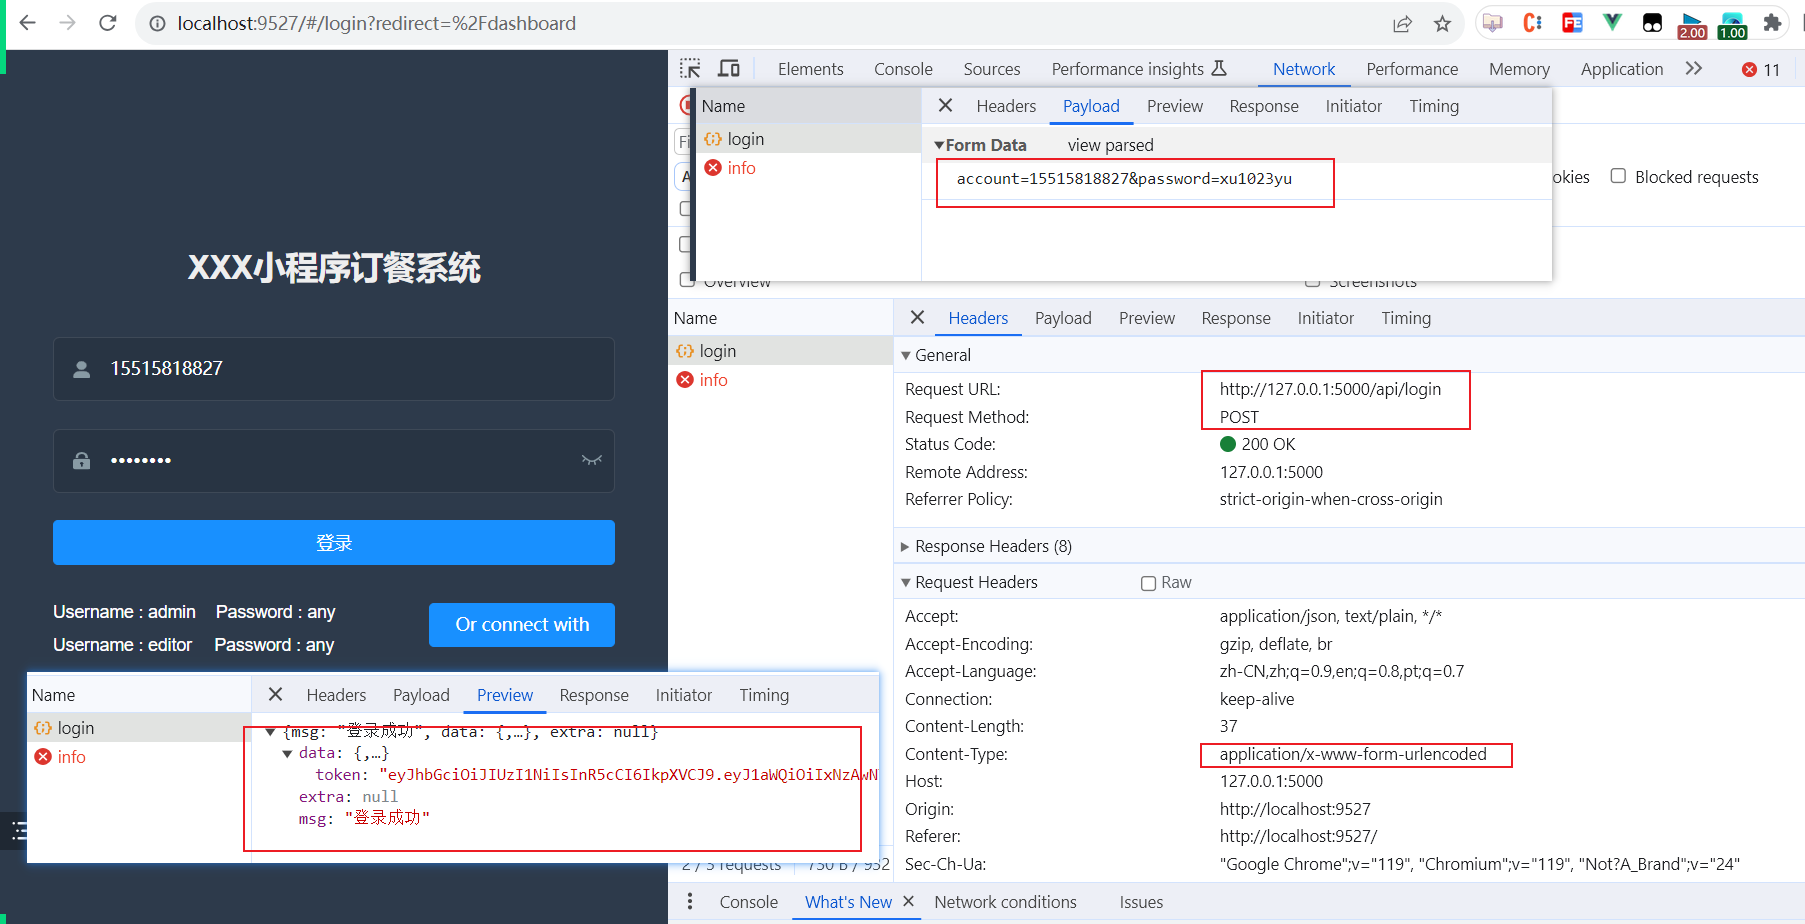 localhost:9527/#/login?redirect=%2Fdashboard
2.00
1.00
Elements Console Sources Performance insights Network Performance Memory Application 11
Name
login
info
Headers Payload Preview Response Initiator Timing
Form Data view parsed
account=15515818827&password=xu1023yu
okies Blocked requests
Overview Screenshots
XXX小程序订餐系统
15515818827
••••••••
登录
Username : admin Password : any
Username : editor Password : any
Or connect with
Name
login
info
Headers Payload Preview Response Initiator Timing
General
Request URL: http://127.0.0.1:5000/api/login
Request Method: POST
Status Code: 200 OK
Remote Address: 127.0.0.1:5000
Referrer Policy: strict-origin-when-cross-origin
Response Headers (8)
Request Headers Raw
Accept: application/json, text/plain, */*
Accept-Encoding: gzip, deflate, br
Accept-Language: zh-CN,zh;q=0.9,en;q=0.8,pt;q=0.7
Connection: keep-alive
Content-Length: 37
Content-Type: application/x-www-form-urlencoded
Host: 127.0.0.1:5000
Origin: http://localhost:9527
Referer: http://localhost:9527/
Sec-Ch-Ua: "Google Chrome";v="119", "Chromium";v="119", "Not?A_Brand";v="24"
Name
login
info
Headers Payload Preview Response Initiator Timing
{msg: "登录成功", data: {,…}, extra: null}
data: {,…}
token: "eyJhbGciOiJIUzI1NiIsInR5cCI6IkpXVCJ9.eyJ1aWQiOiIxNzAwN
extra: null
msg: "登录成功"
2 / 3 requests
Console What's New Network conditions Issues